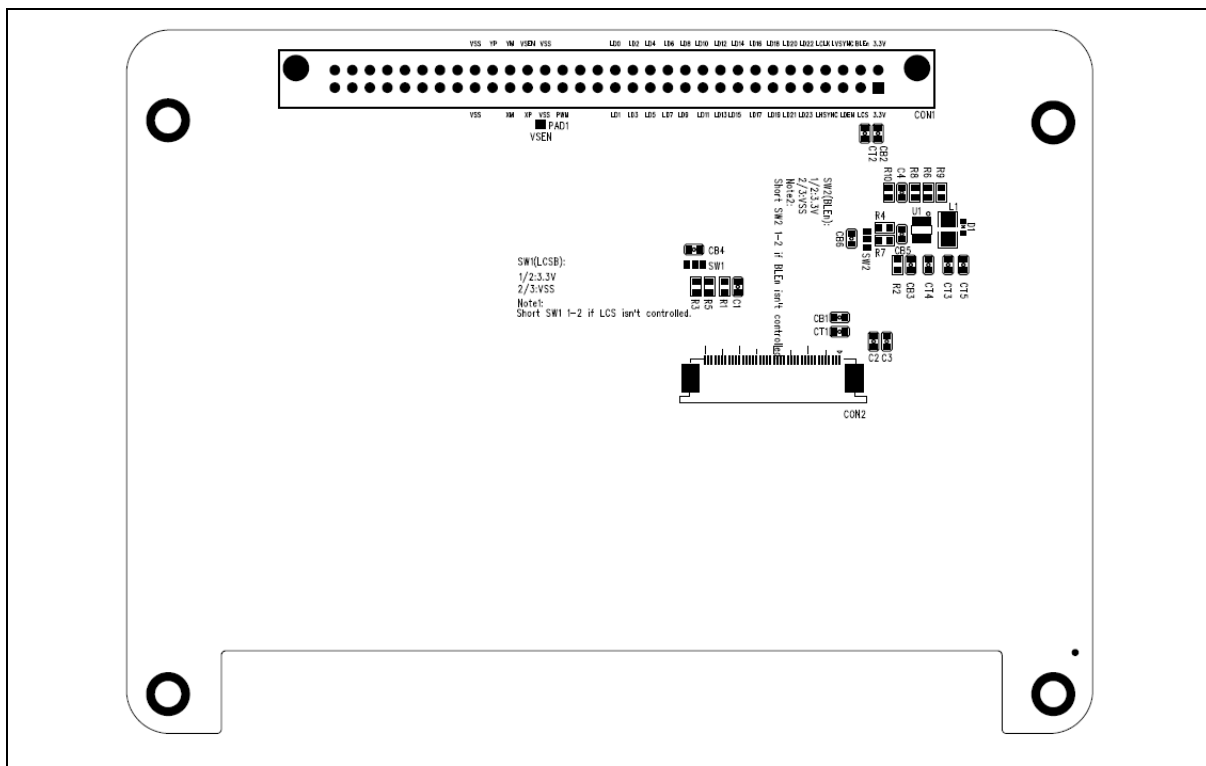 VSS YP YM VSEN VSS LD0 LD2 LD4 LD6 LD8 LD10 LD12 LD14 LD16 LD18 LD20 LD22 LCLK LVSYNC BLEn 3.3V
VSS XM XP VSS PWM LD1 LD3 LD5 LD7 LD9 LD11 LD13 LD15 LD17 LD19 LD21 LD23 LHSYNC LDEN LCS 3.3V
CON1
PAD1
VSEN
CT2
CB2
R10
C4
R8
R6
R9
U1
L1
D1
R4
R7
CB5
CB6
SW2
SW2(BLEn):
1/2:3.3V
2/3:VSS
Note2:
Short SW2 1-2 if BLEn isn't controlled.
CB4
SW1
SW1(LCSB):
1/2:3.3V
2/3:VSS
Note1:
Short SW1 1-2 if LCS isn't controlled.
R3
R5
R1
C1
R2
CB3
CT4
CT3
CT5
CB1
CT1
C2
C3
CON2